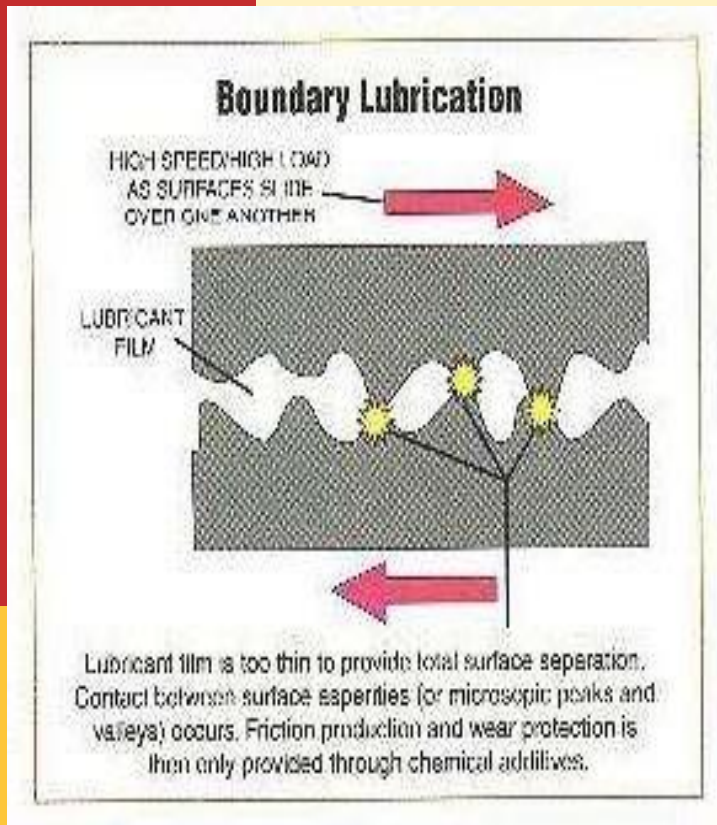 Boundary Lubrication
HIGH SPEED/HIGH LOAD
AS SURFACES SLIDE
OVER ONE ANOTHER
LUBRICANT
FILM
Lubricant film is too thin to provide total surface separation.
Contact between surface asperities (or microsopic peaks and
valleys) occurs. Friction production and wear protection is
then only provided through chemical additives.